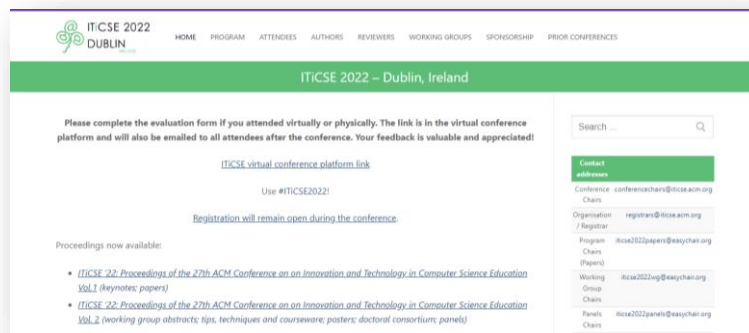 ITiCSE 2022
DUBLIN
HOME PROGRAM ATTENDEES AUTHORS REVIEWERS WORKING GROUPS SPONSORSHIP PRIOR CONFERENCES
ITiCSE 2022 – Dublin, Ireland
Please complete the evaluation form if you attended virtually or physically. The link is in the virtual conference
platform and will also be emailed to all attendees after the conference. Your feedback is valuable and appreciated!
ITiCSE virtual conference platform link
Use #ITiCSE2022!
Registration will remain open during the conference.
Proceedings now available:
• ITiCSE '22: Proceedings of the 27th ACM Conference on on Innovation and Technology in Computer Science Education
Vol.1 (keynotes; papers)
• ITiCSE '22: Proceedings of the 27th ACM Conference on on Innovation and Technology in Computer Science Education
Vol. 2 (working group abstracts; tips, techniques and courseware; posters; doctoral consortium; panels)
Search ...
Contact
addresses
Conference conferencechairs@iticse.acm.org
Chairs
Organisation registrars@iticse.acm.org
/ Registrar
Program iticse2022papers@easychair.org
Chairs
(Papers)
Working iticse2022wg@easychair.org
Group
Chairs
Panels iticse2022panels@easychair.org
Chairs